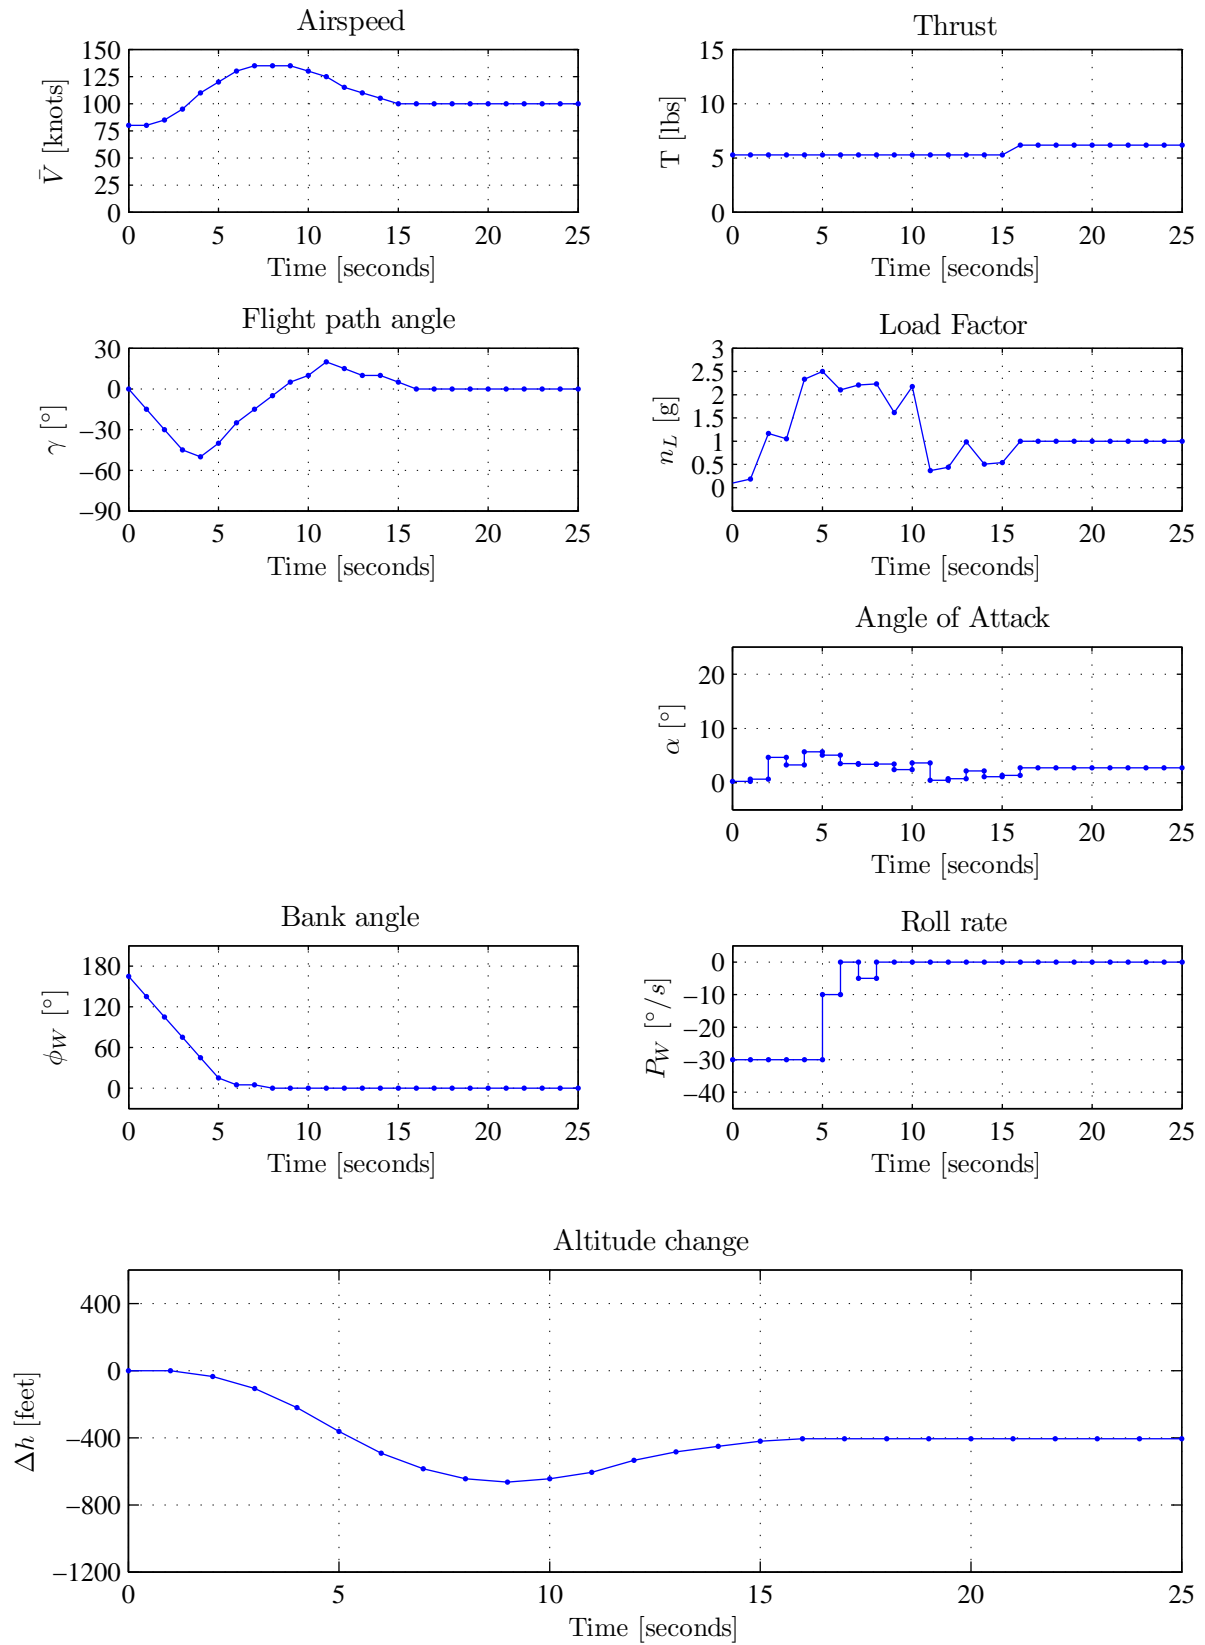 Airspeed
V̄ [knots]
150
125
100
75
50
25
0
0 5 10 15 20 25
Time [seconds]
Thrust
T [lbs]
15
10
5
0
0 5 10 15 20 25
Time [seconds]
Flight path angle
γ [°]
30
0
−30
−60
−90
0 5 10 15 20 25
Time [seconds]
Load Factor
n_L [g]
3
2.5
2
1.5
1
0.5
0
0 5 10 15 20 25
Time [seconds]
Angle of Attack
α [°]
20
10
0
0 5 10 15 20 25
Time [seconds]
Bank angle
ϕ_W [°]
180
120
60
0
0 5 10 15 20 25
Time [seconds]
Roll rate
P_W [°/s]
0
−10
−20
−30
−40
0 5 10 15 20 25
Time [seconds]
Altitude change
Δh [feet]
400
0
−400
−800
−1200
0 5 10 15 20 25
Time [seconds]